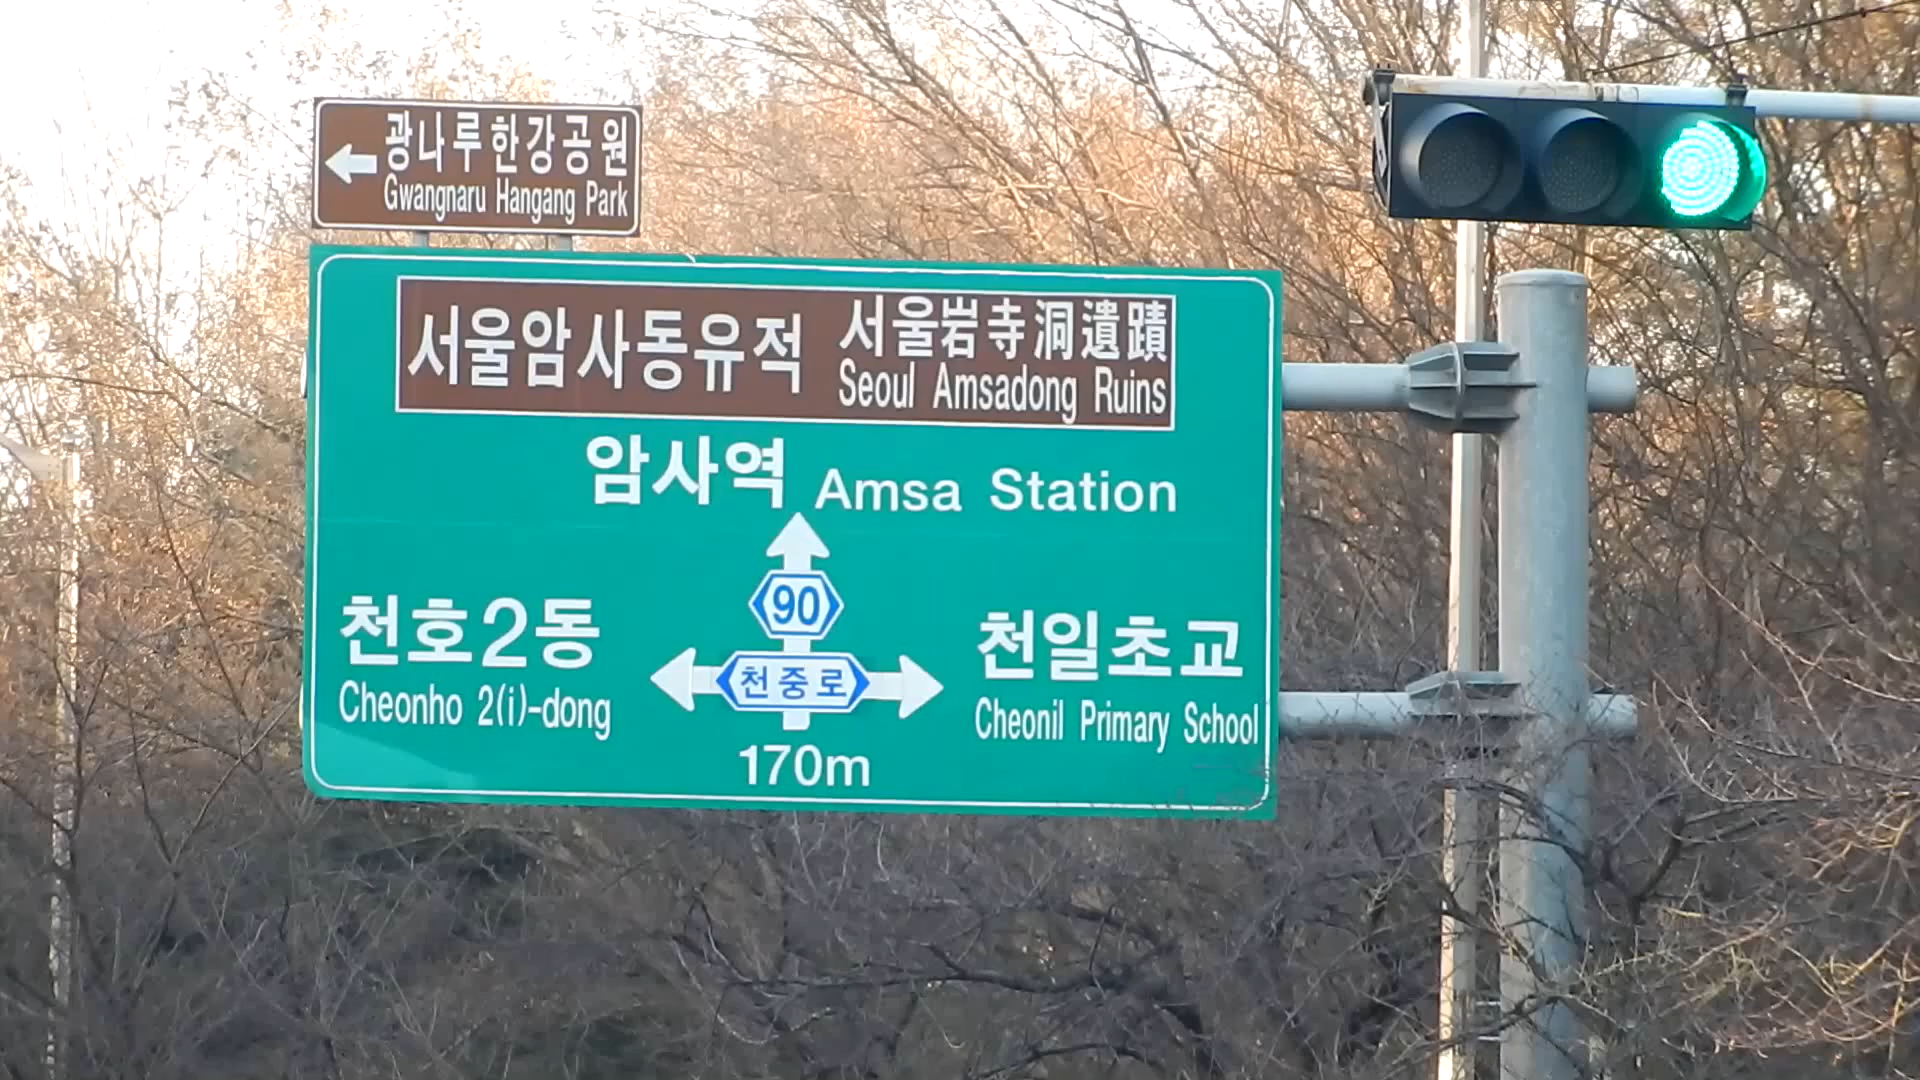 광나루한강공원
Gwangnaru Hangang Park
서울암사동유적
서울岩寺洞遺蹟
Seoul Amsadong Ruins
암사역 Amsa Station
90
천호2동
Cheonho 2(i)-dong
천중로
천일초교
Cheonil Primary School
170m